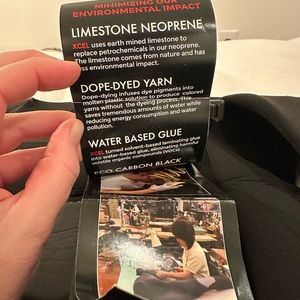 MINIMIZING OUR
ENVIRONMENTAL IMPACT
LIMESTONE NEOPRENE
XCEL uses earth mined limestone to
replace petrochemicals in our neoprene.
The limestone comes from nature and has
less environmental impact.
DOPE-DYED YARN
Dope-dying infuses dye pigments into
molten plastic solution to produce colored
yarns without the dyeing process. This
saves tremendous amounts of water while
reducing energy consumption and water
pollution.
WATER BASED GLUE
XCEL turned solvent-based laminating glue
into water-based glue, eliminating harmful
volatile organic compounds (VOCs).
ECO CARBON BLACK